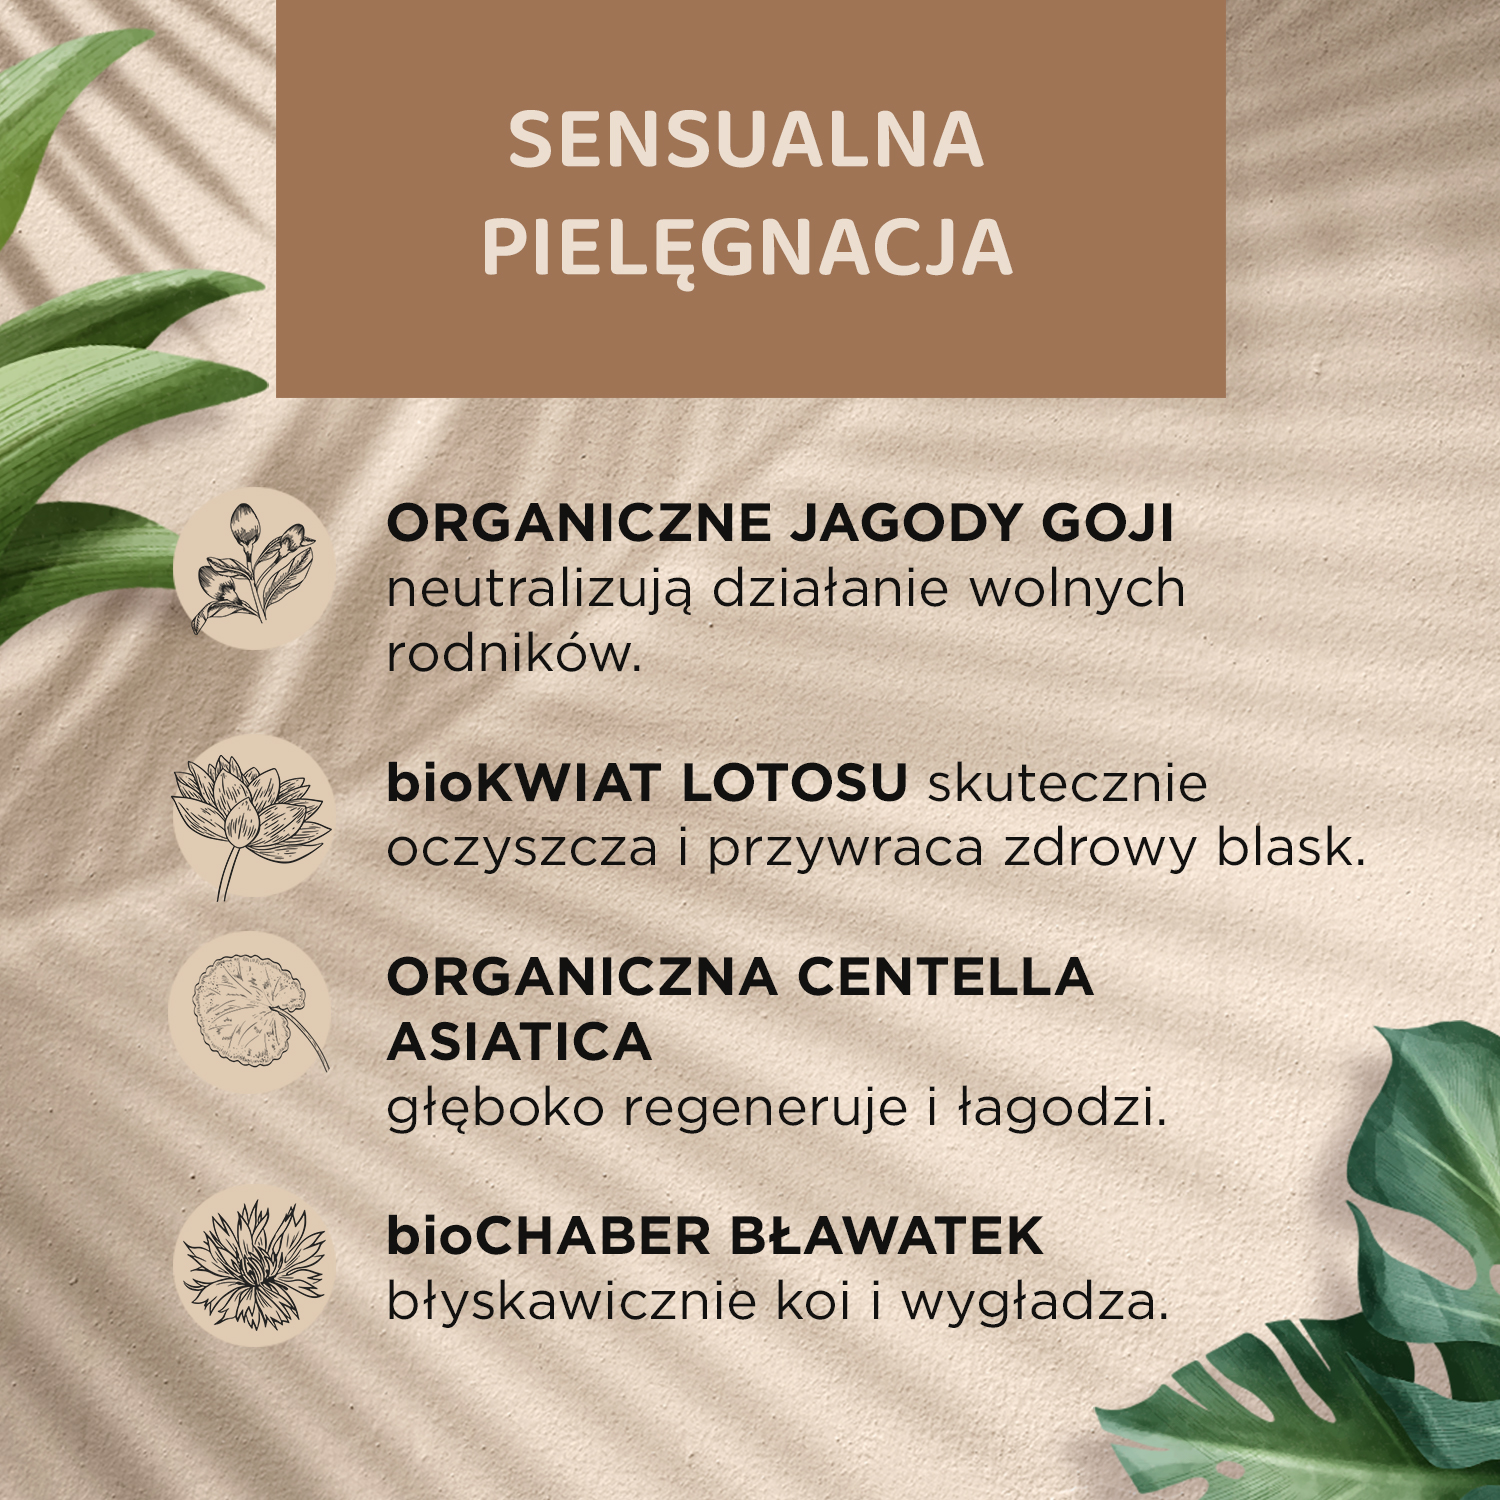 SENSUALNA
PIELĘGNACJA
ORGANICZNE JAGODY GOJI
neutralizują działanie wolnych
rodników.
bioKWIAT LOTOSU skutecznie
oczyszcza i przywraca zdrowy blask.
ORGANICZNA CENTELLA
ASIATICA
głęboko regeneruje i łagodzi.
bioCHABER BŁAWATEK
błyskawicznie koi i wygładza.